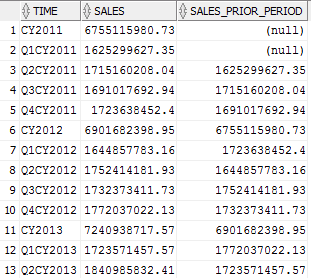 TIME SALES SALES_PRIOR_PERIOD
1 CY2011 6755115980.73 (null)
2 Q1CY2011 1625299627.35 (null)
3 Q2CY2011 1715160208.04 1625299627.35
4 Q3CY2011 1691017692.94 1715160208.04
5 Q4CY2011 1723638452.4 1691017692.94
6 CY2012 6901682398.95 6755115980.73
7 Q1CY2012 1644857783.16 1723638452.4
8 Q2CY2012 1752414181.93 1644857783.16
9 Q3CY2012 1732373411.73 1752414181.93
10 Q4CY2012 1772037022.13 1732373411.73
11 CY2013 7240938717.57 6901682398.95
12 Q1CY2013 1723571457.57 1772037022.13
13 Q2CY2013 1840985832.41 1723571457.57